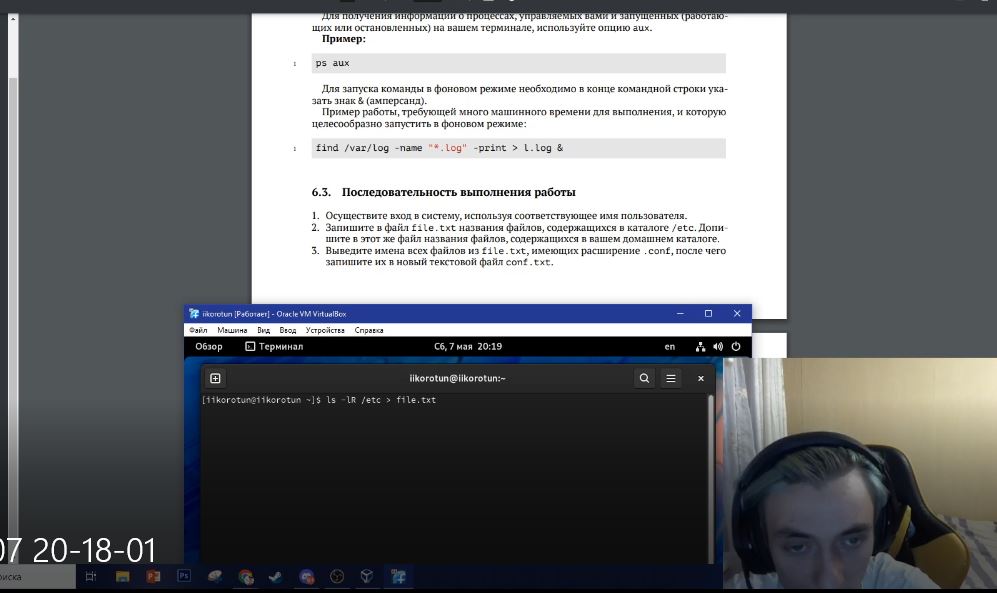 Для получения информации о процессах, управляемых вами и запущенных (работаю-
щих или остановленных) на вашем терминале, используйте опцию aux.
Пример:
1 ps aux
Для запуска команды в фоновом режиме необходимо в конце командной строки ука-
зать знак & (амперсанд).
Пример работы, требующей много машинного времени для выполнения, и которую
целесообразно запустить в фоновом режиме:
1 find /var/log -name "*.log" -print > l.log &
6.3. Последовательность выполнения работы
1. Осуществите вход в систему, используя соответствующее имя пользователя.
2. Запишите в файл file.txt названия файлов, содержащихся в каталоге /etc. Допи-
шите в этот же файл названия файлов, содержащихся в вашем домашнем каталоге.
3. Выведите имена всех файлов из file.txt, имеющих расширение .conf, после чего
запишите их в новый текстовой файл conf.txt.
iikorotun [Работает] - Oracle VM VirtualBox
Файл Машина Вид Ввод Устройства Справка
Обзор Терминал Сб, 7 мая 20:19 en
iikorotun@iikorotun:~
[iikorotun@iikorotun ~]$ ls -lR /etc > file.txt
07 20-18-01
оиска